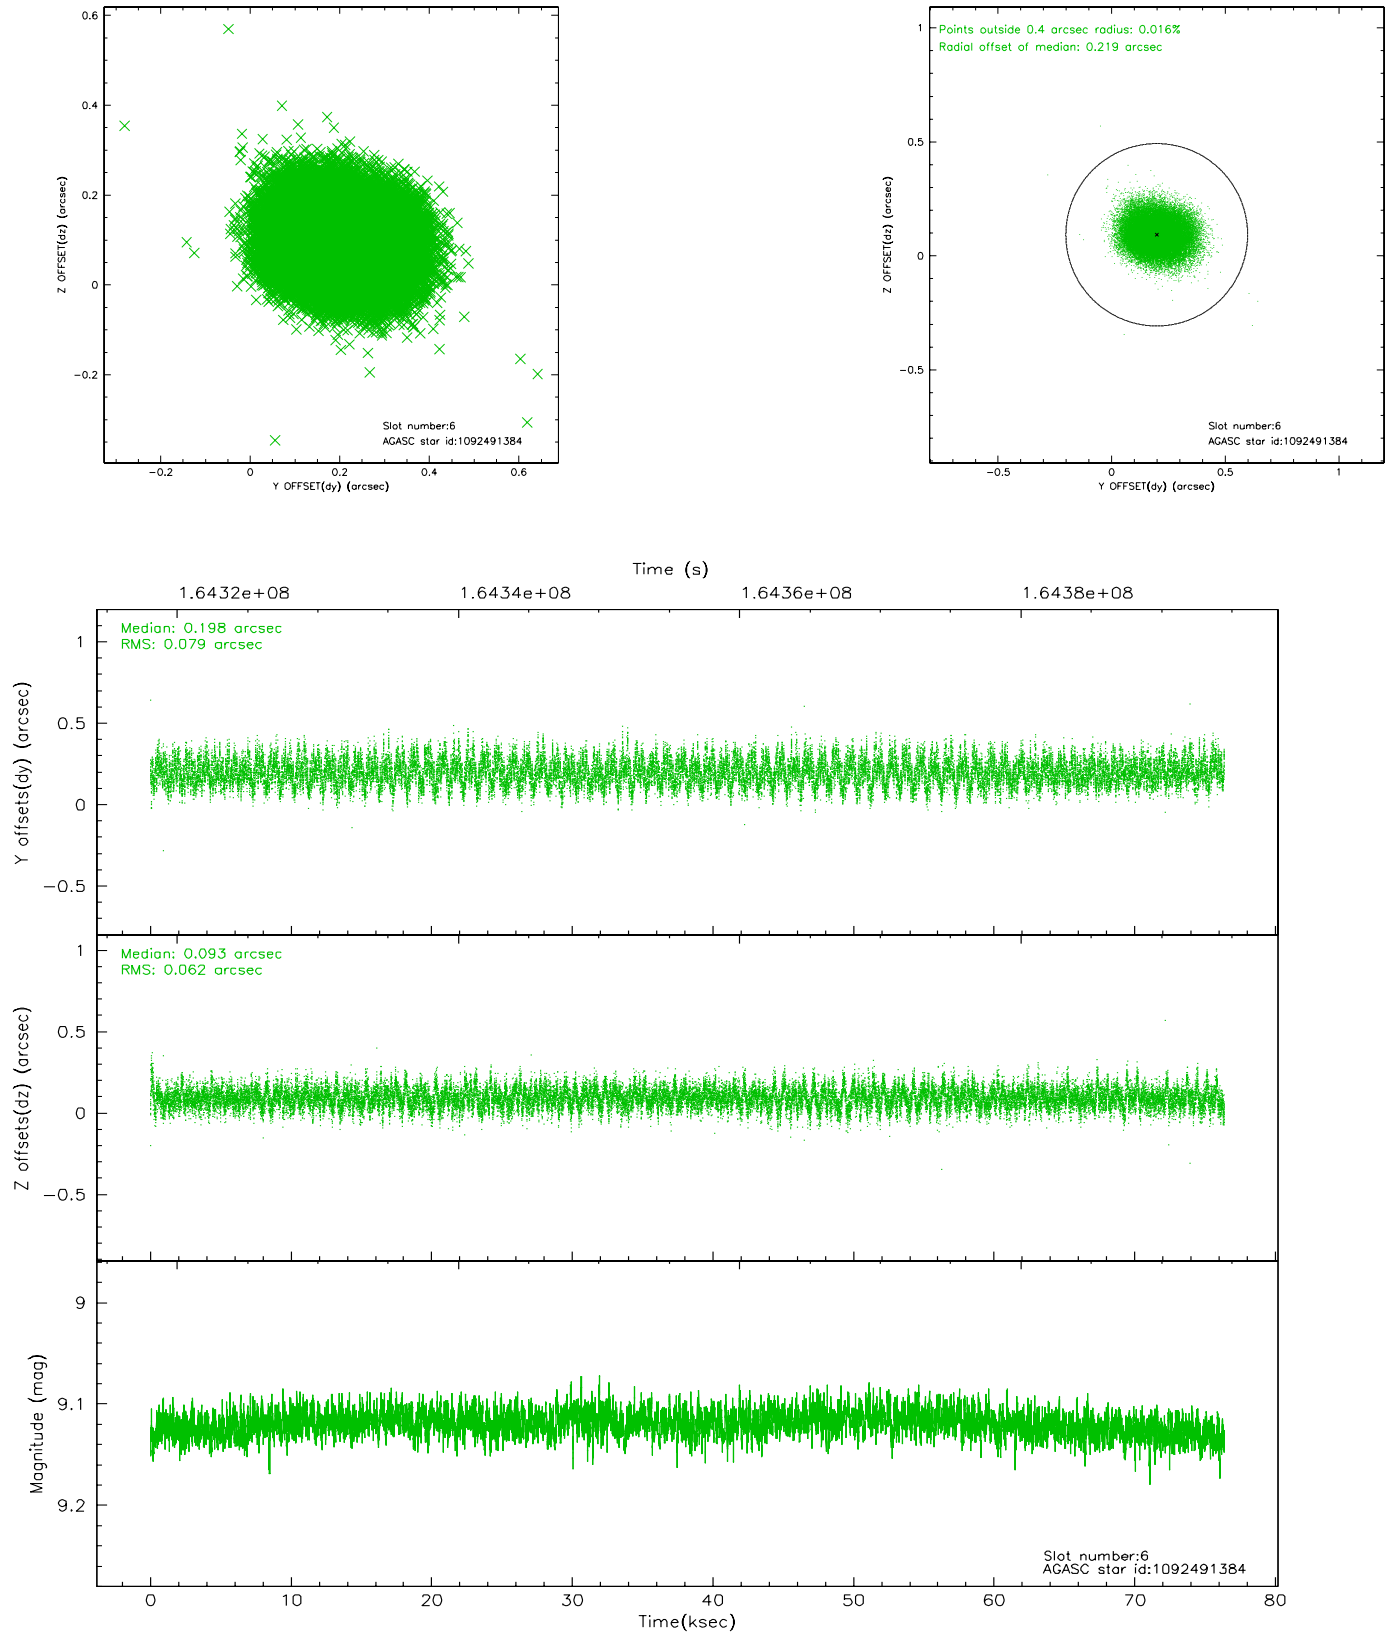 0.6
0.4
0.2
0
−0.2
Z OFFSET(dz) (arcsec)
Slot number:6
AGASC star id:1092491384
−0.2 0 0.2 0.4 0.6
Y OFFSET(dy) (arcsec)
Points outside 0.4 arcsec radius: 0.016%
Radial offset of median: 0.219 arcsec
1
0.5
0
−0.5
Z OFFSET(dz) (arcsec)
Slot number:6
AGASC star id:1092491384
−0.5 0 0.5 1
Y OFFSET(dy) (arcsec)
Time (s)
1.6432e+08 1.6434e+08 1.6436e+08 1.6438e+08
Median: 0.198 arcsec
RMS: 0.079 arcsec
1
0.5
0
−0.5
Y offsets(dy) (arcsec)
Median: 0.093 arcsec
RMS: 0.062 arcsec
1
0.5
0
−0.5
Z offsets(dz) (arcsec)
9
9.1
9.2
Magnitude (mag)
Slot number:6
AGASC star id:1092491384
0 10 20 30 40 50 60 70 80
Time(ksec)